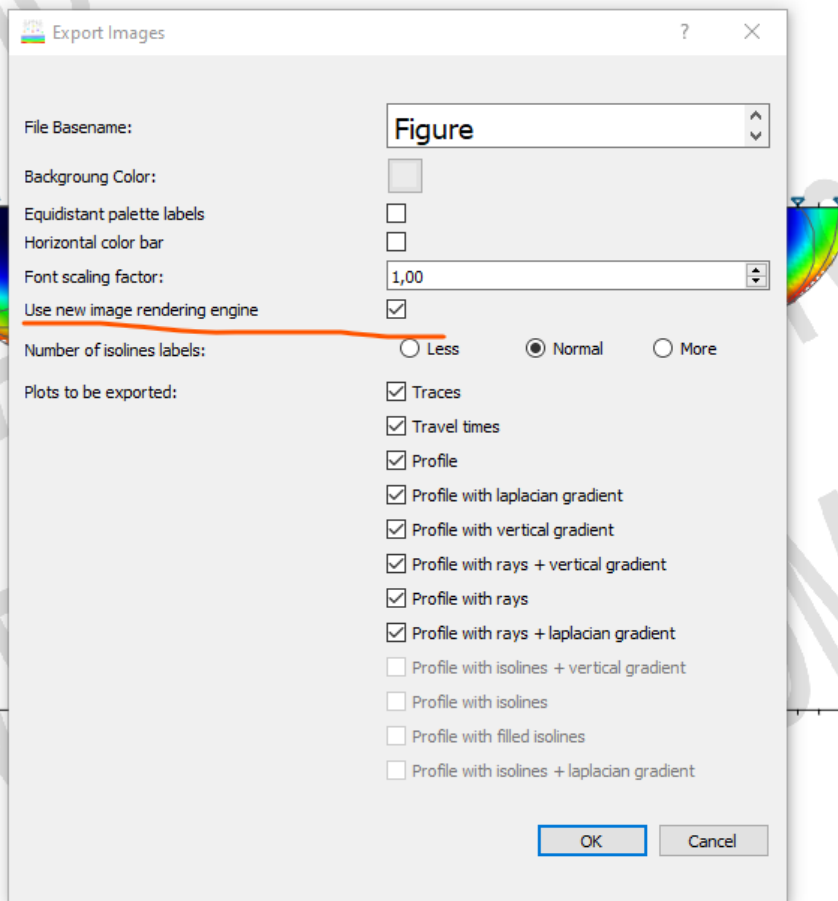 Export Images
?
File Basename:
Figure
Backgroung Color:
Equidistant palette labels
Horizontal color bar
Font scaling factor:
1,00
Use new image rendering engine
Number of isolines labels:
Less
Normal
More
Plots to be exported:
Traces
Travel times
Profile
Profile with laplacian gradient
Profile with vertical gradient
Profile with rays + vertical gradient
Profile with rays
Profile with rays + laplacian gradient
Profile with isolines + vertical gradient
Profile with isolines
Profile with filled isolines
Profile with isolines + laplacian gradient
OK
Cancel